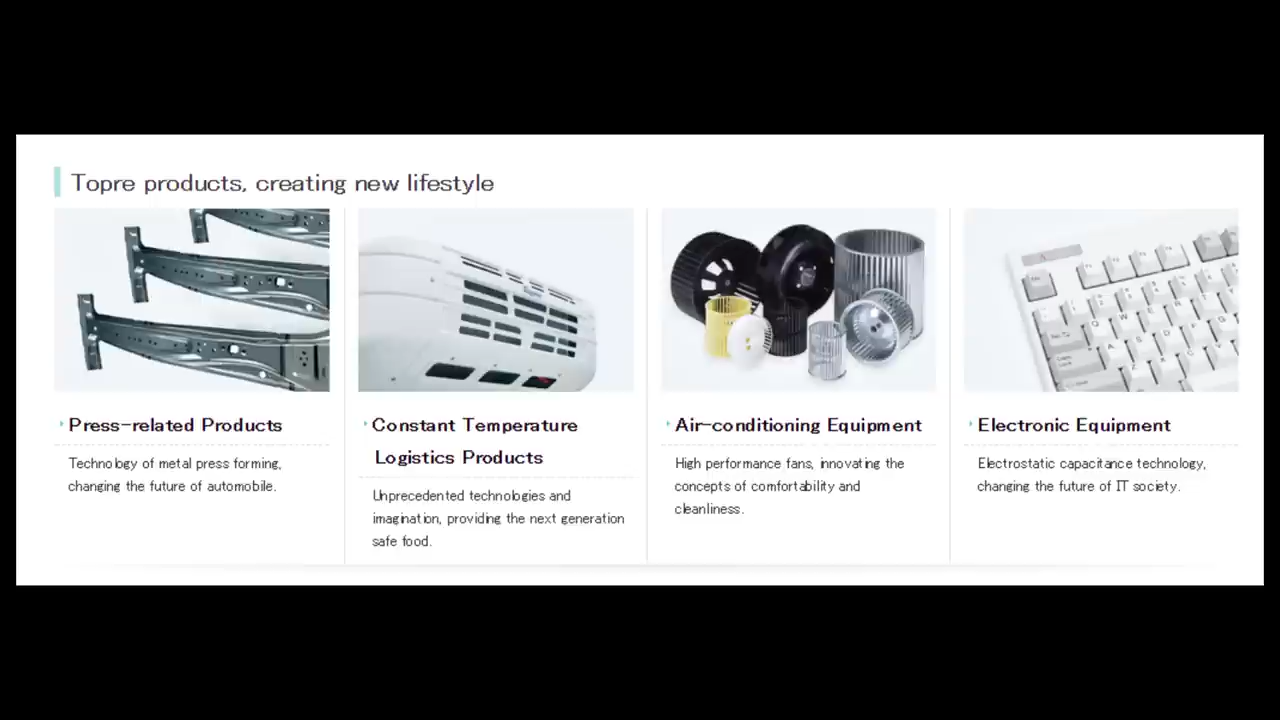 Topre products, creating new lifestyle
Press-related Products
Technology of metal press forming,
changing the future of automobile.
Constant Temperature
Logistics Products
Unprecedented technologies and
imagination, providing the next generation
safe food.
Air-conditioning Equipment
High performance fans, innovating the
concepts of comfortability and
cleanliness.
Electronic Equipment
Electrostatic capacitance technology,
changing the future of IT society.